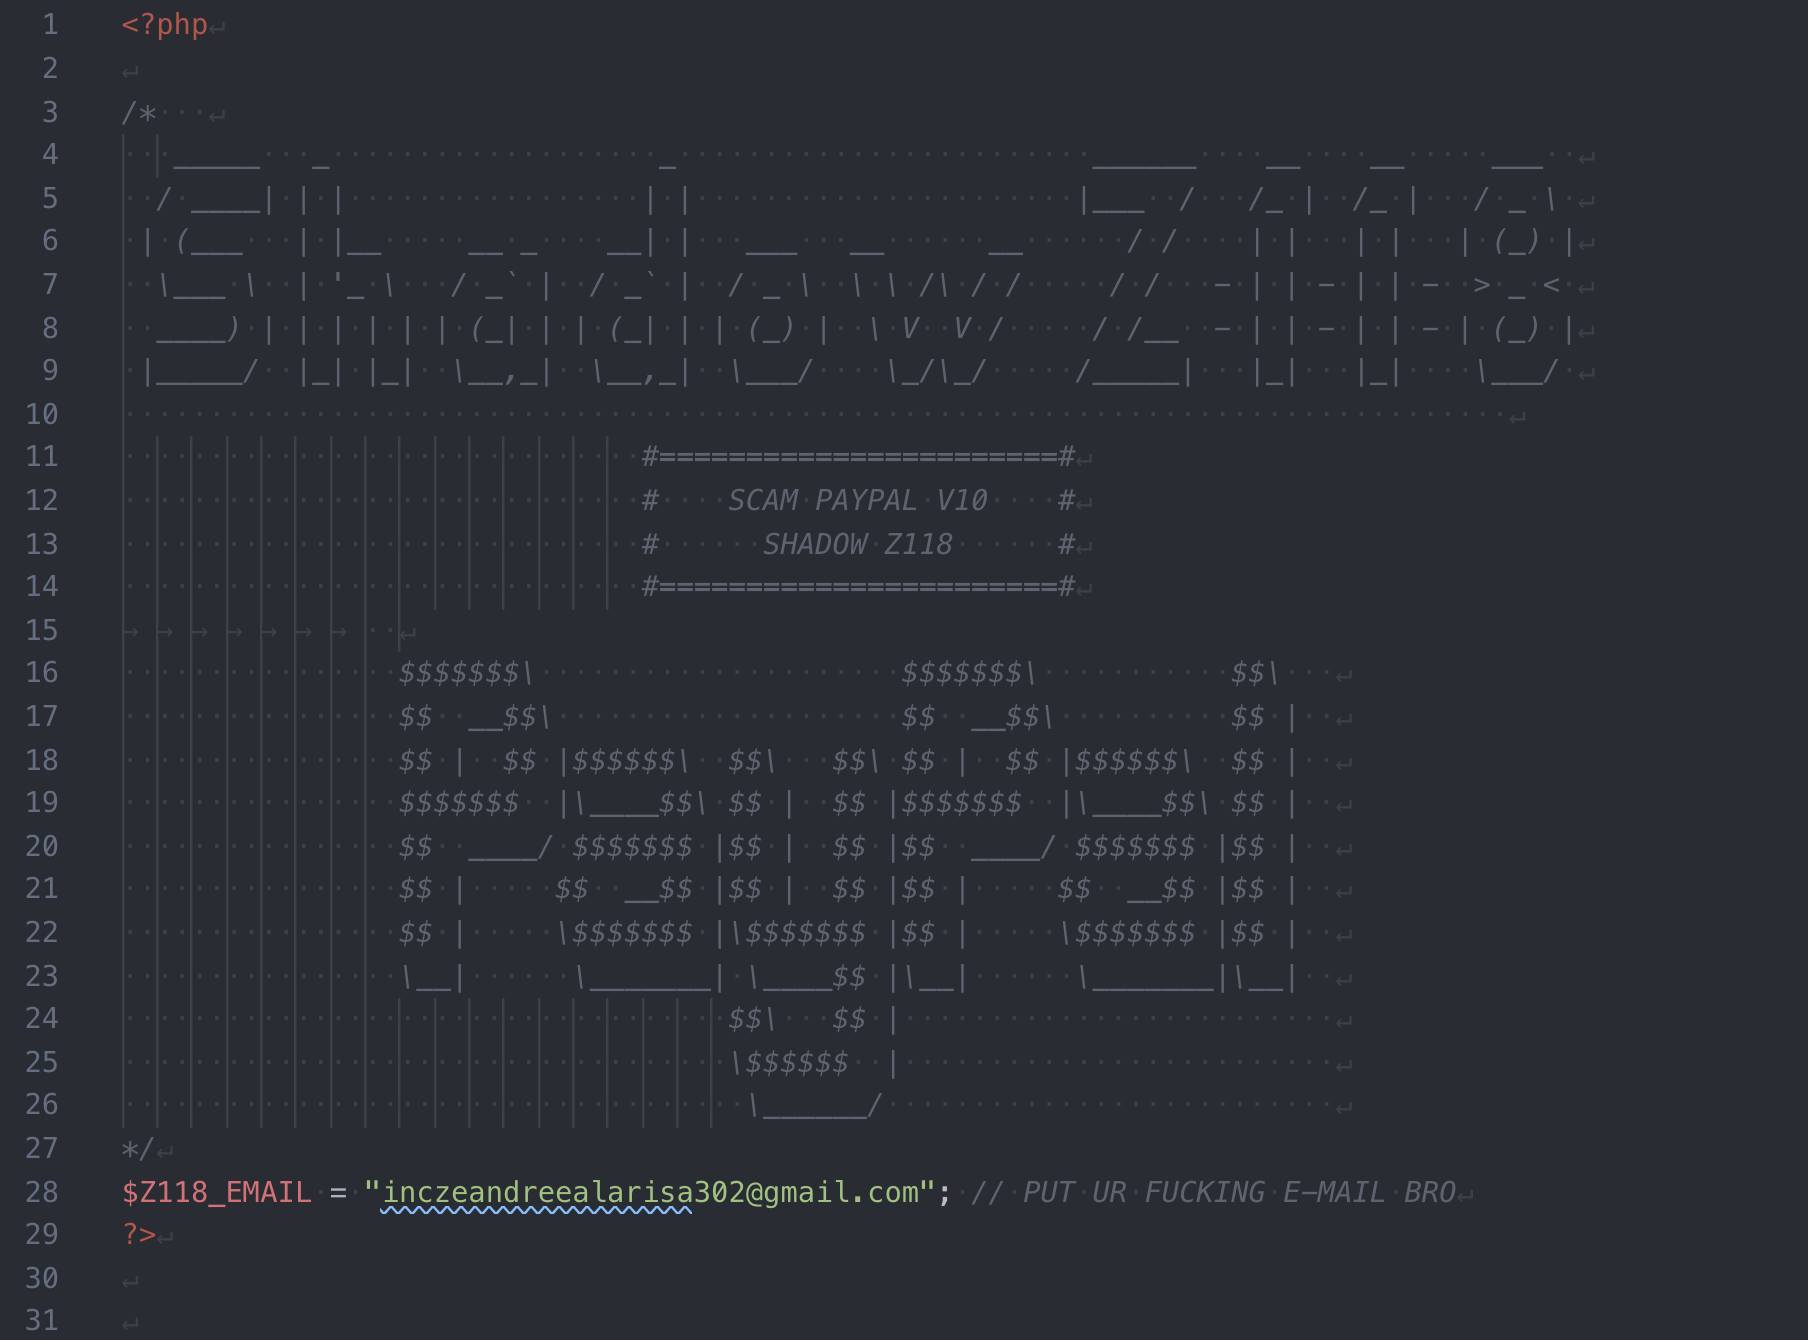 1 <?php
2
3 /*
4    _____   _                   _                        ______    __    __     ___
5   / ____| | |                 | |                      |___  /   /_ |  /_ |   / _ \
6  | (___   | |__     __ _    __| |   ___   __      __      / /    | |   | |   | (_) |
7   \___ \  | '_ \   / _` |  / _` |  / _ \  \ \ /\ / /     / /   – | | – | | –  > _ <
8   ____) | | | | | | (_| | | (_| | | (_) |  \ V  V /     / /__  – | | – | | – | (_) |
9  |_____/  |_| |_|  \__,_|  \__,_|  \___/    \_/\_/     /_____|   |_|   |_|    \___/
10
11                               #=======================#
12                               #    SCAM PAYPAL V10    #
13                               #      SHADOW Z118      #
14                               #=======================#
15
16                 $$$$$$$\                     $$$$$$$\           $$\
17                 $$  __$$\                    $$  __$$\          $$ |
18                 $$ |  $$ |$$$$$$\  $$\   $$\ $$ |  $$ |$$$$$$\  $$ |
19                 $$$$$$$  |\____$$\ $$ |  $$ |$$$$$$$  |\____$$\ $$ |
20                 $$  ____/ $$$$$$$ |$$ |  $$ |$$  ____/ $$$$$$$ |$$ |
21                 $$ |     $$  __$$ |$$ |  $$ |$$ |     $$  __$$ |$$ |
22                 $$ |     \$$$$$$$ |\$$$$$$$ |$$ |     \$$$$$$$ |$$ |
23                 \__|      \_______| \____$$ |\__|      \_______|\__|
24                                    $$\   $$ |
25                                    \$$$$$$  |
26                                     \______/
27 */
28 $Z118_EMAIL = "inczeandreealarisa302@gmail.com"; // PUT UR FUCKING E-MAIL BRO
29 ?>
30
31